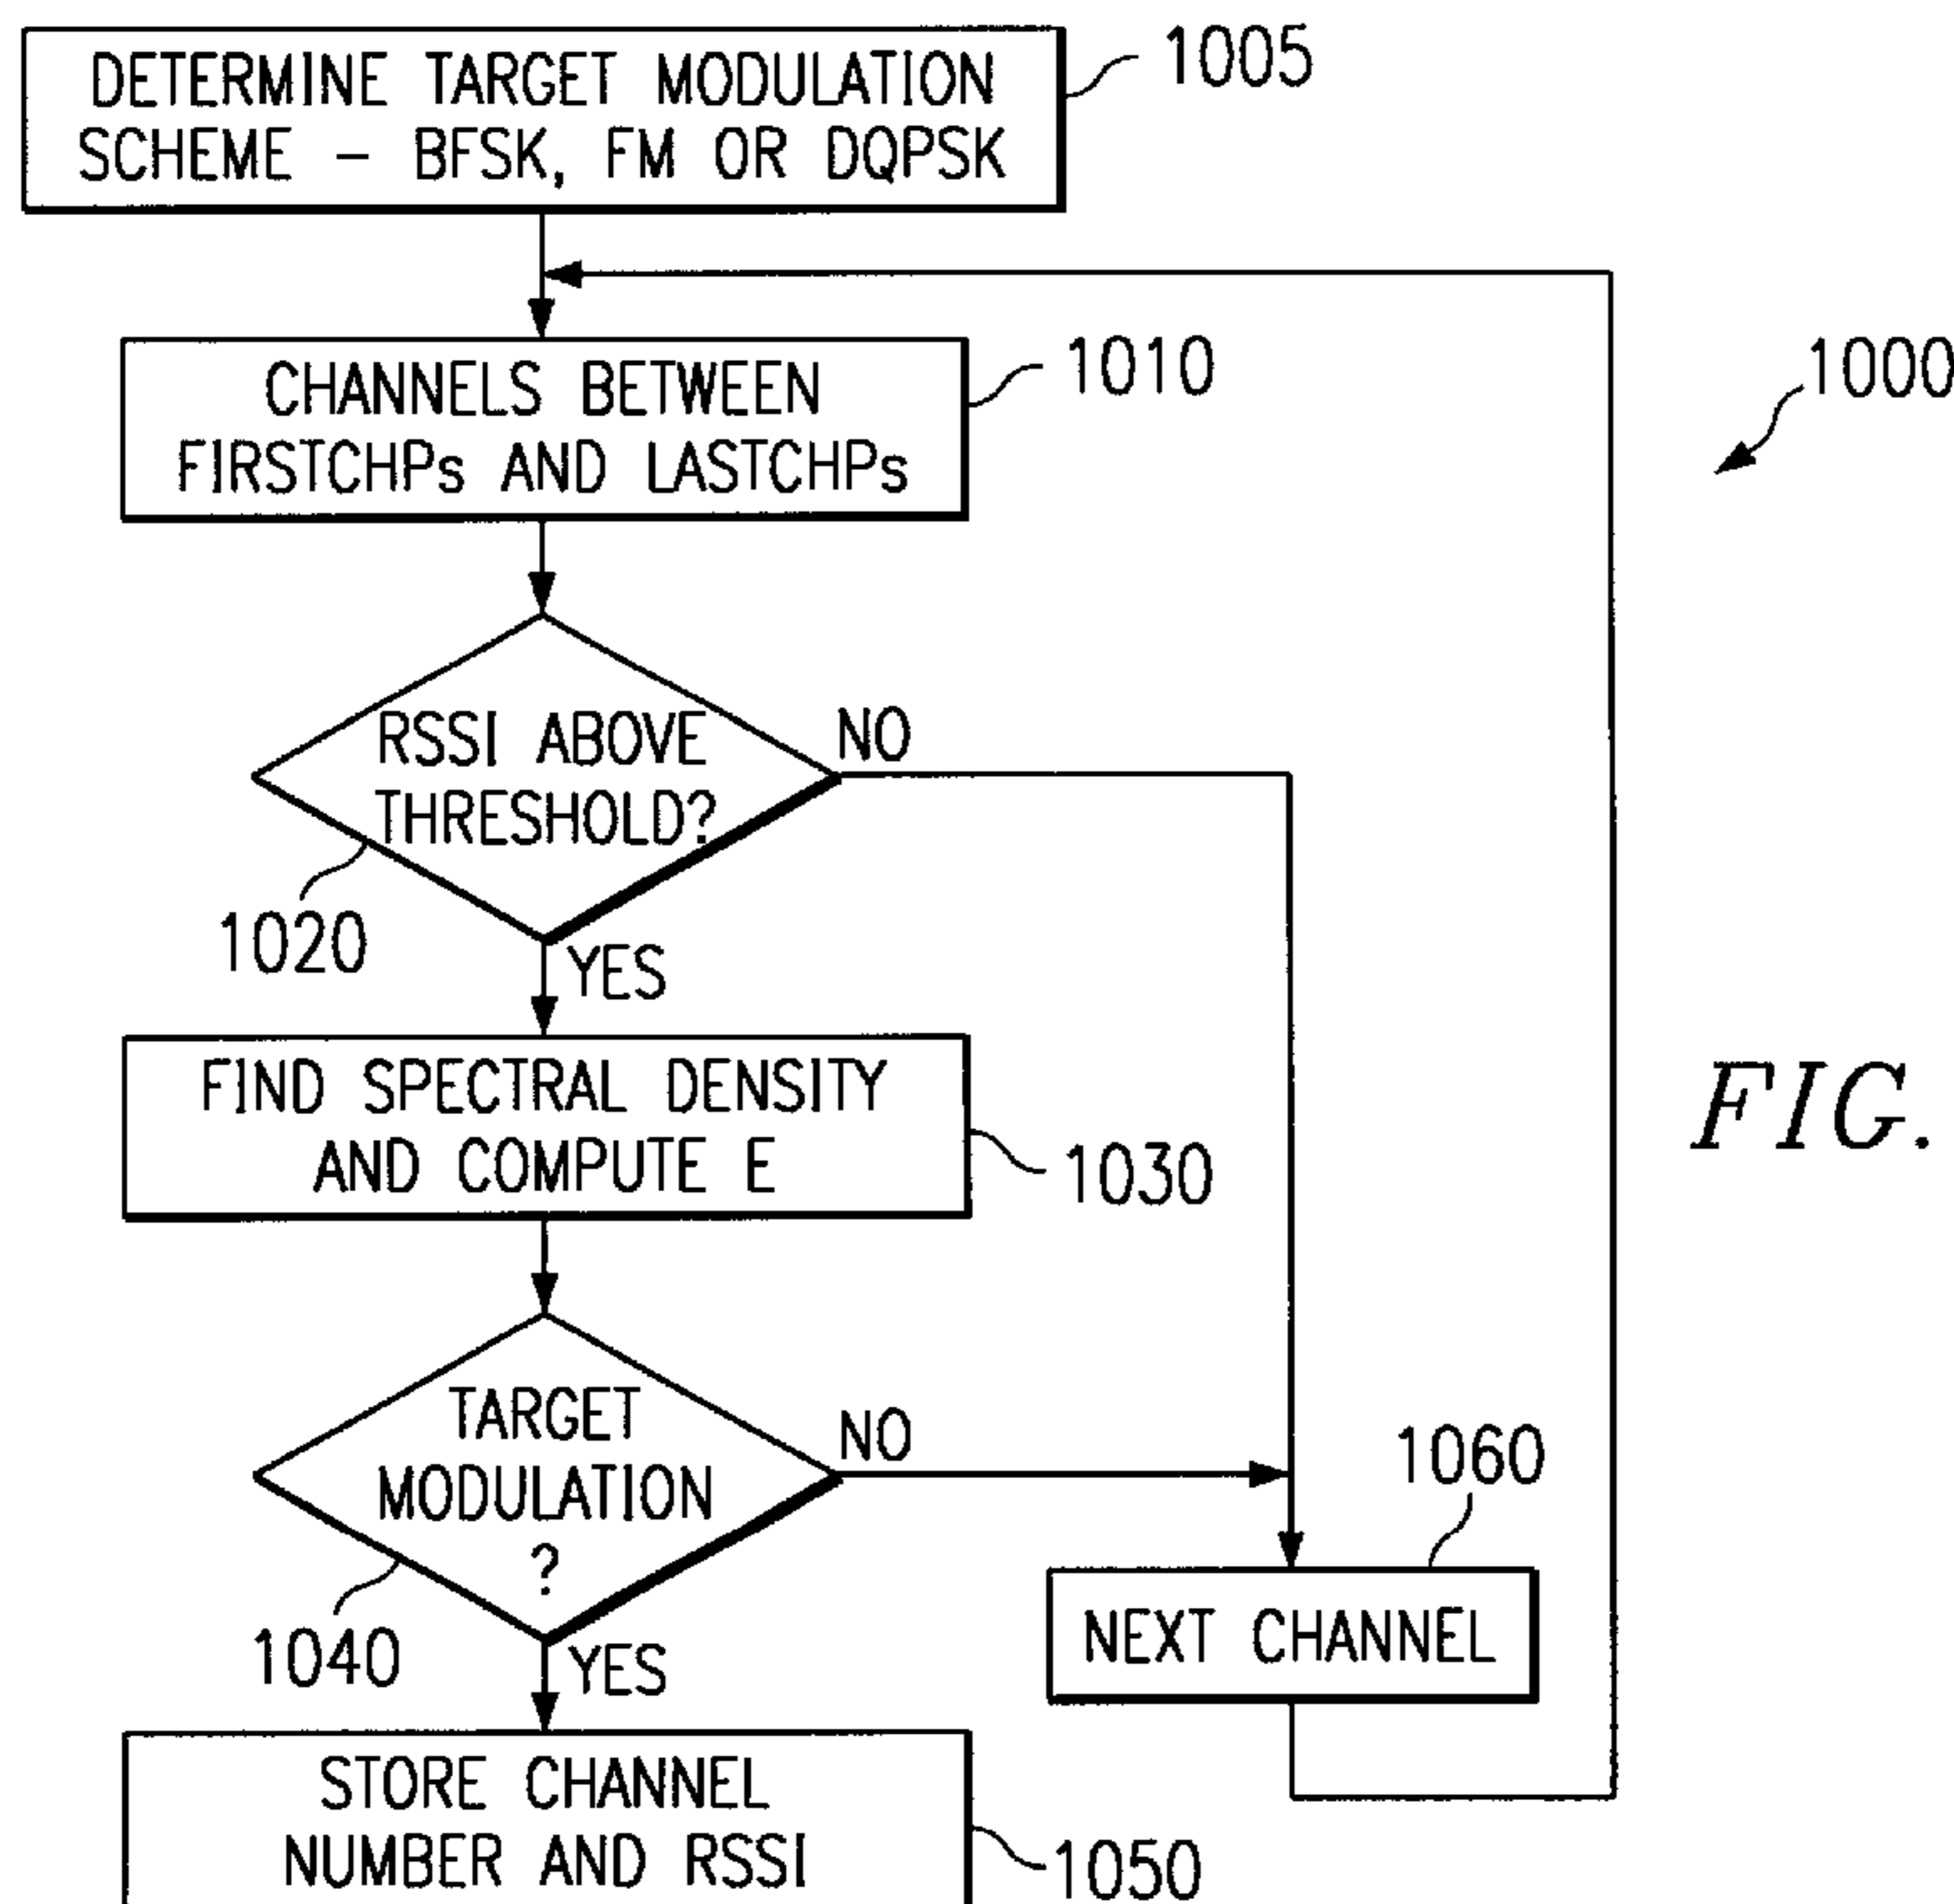 DETERMINE TARGET MODULATION
SCHEME - BFSK, FM OR DQPSK
1005
CHANNELS BETWEEN
FIRSTCHPs AND LASTCHPs
1010
1000
RSSI ABOVE
THRESHOLD?
NO
1020
YES
FIND SPECTRAL DENSITY
AND COMPUTE E
1030
FIG.
TARGET
MODULATION
?
NO
1040
YES
1060
NEXT CHANNEL
STORE CHANNEL
NUMBER AND RSSI
1050